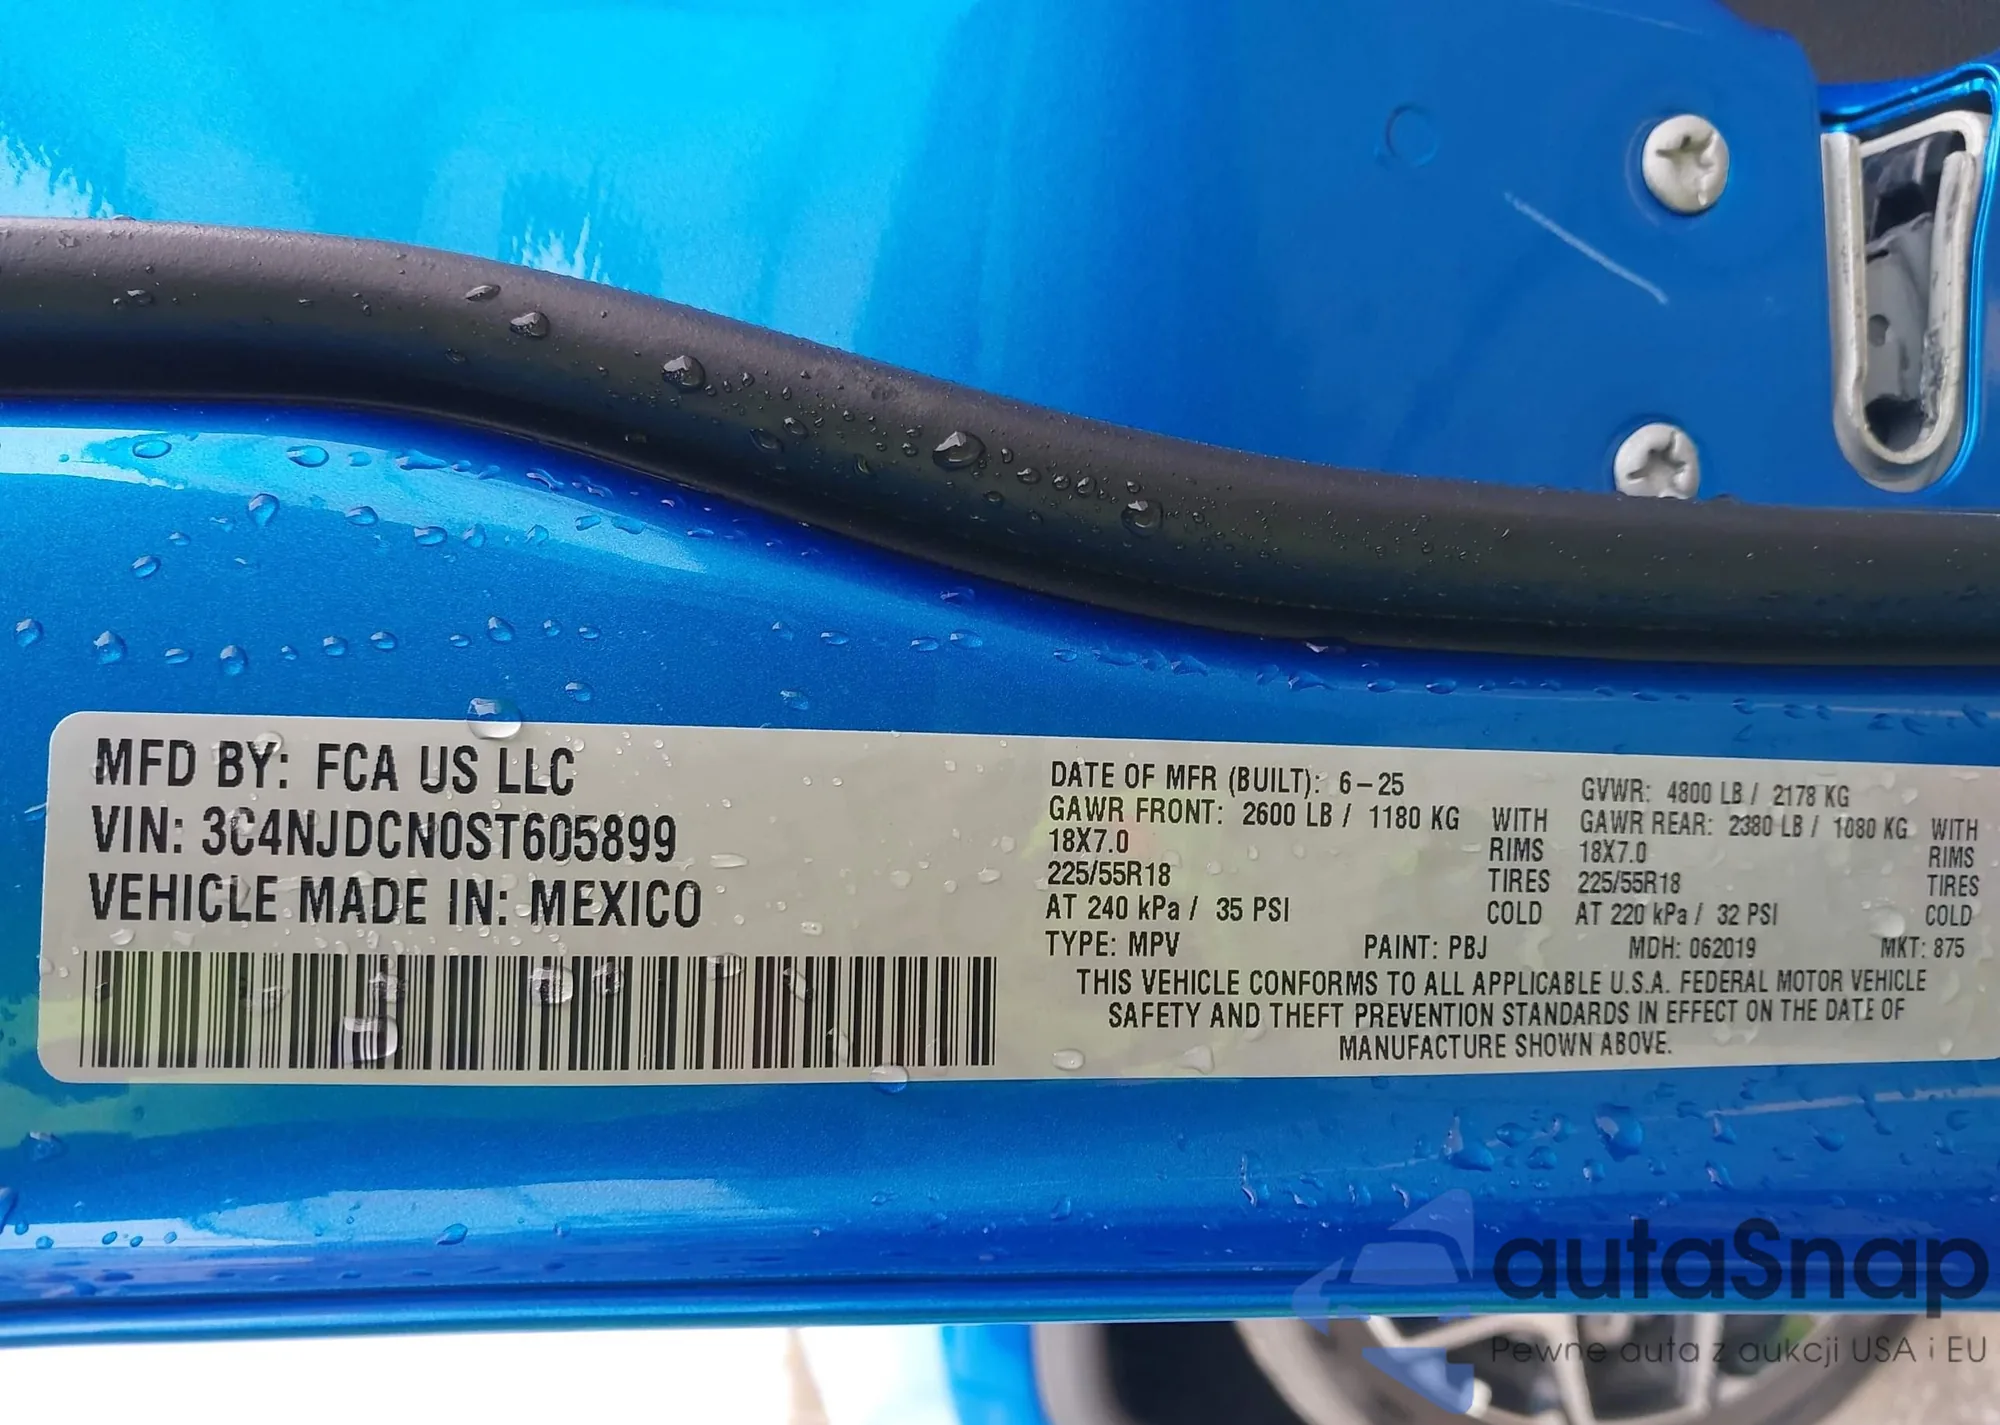 MFD BY: FCA US LLC
VIN: 3C4NJDCN0ST605899
VEHICLE MADE IN: MEXICO
DATE OF MFR (BUILT): 6-25 GVWR: 4800 LB / 2178 KG
GAWR FRONT: 2600 LB / 1180 KG WITH GAWR REAR: 2380 LB / 1080 KG WITH
18X7.0 RIMS 18X7.0 RIMS
225/55R18 TIRES 225/55R18 TIRES
AT 240 kPa / 35 PSI COLD AT 220 kPa / 32 PSI COLD
TYPE: MPV PAINT: PBJ MDH: 062019 MKT: 875
THIS VEHICLE CONFORMS TO ALL APPLICABLE U.S.A. FEDERAL MOTOR VEHICLE
SAFETY AND THEFT PREVENTION STANDARDS IN EFFECT ON THE DATE OF
MANUFACTURE SHOWN ABOVE.
autaSnap
Pewne auta z aukcji USA i EU